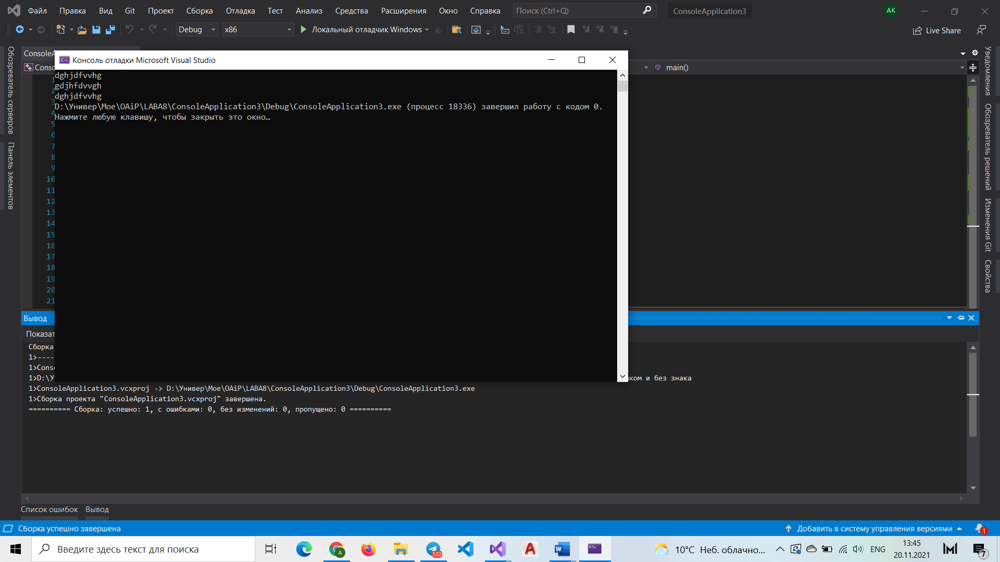 Файл Правка Вид Git Проект Сборка Отладка Тест Анализ Средства Расширения Окно Справка Поиск (Ctrl+Q) ConsoleApplication3 AK
Debug x86 Локальный отладчик Windows Live Share
ConsoleA
Консоль отладки Microsoft Visual Studio
Conso
main()
dghjdfvvhg
gdjhfdvvgh
dghjdfvvhg
D:\Универ\Мое\OAiP\LABA8\ConsoleApplication3\Debug\ConsoleApplication3.exe (процесс 18336) завершил работу с кодом 0.
Нажмите любую клавишу, чтобы закрыть это окно…
1
2
3
4
5
6
7
8
9
10
11
12
13
14
15
16
17
18
19
20
21
Обозреватель серверов
Панель элементов
Уведомления
Обозреватель решений
Изменения Git
Свойства
Вывод
Показат
Сборка
1>----
1>Conso
1>D:\У ком и без знака
1>ConsoleApplication3.vcxproj -> D:\Универ\Мое\OAiP\LABA8\ConsoleApplication3\Debug\ConsoleApplication3.exe
1>Сборка проекта "ConsoleApplication3.vcxproj" завершена.
========== Сборка: успешно: 1, с ошибками: 0, без изменений: 0, пропущено: 0 ==========
Список ошибок Вывод
Сборка успешно завершена
Добавить в систему управления версиями
1
Введите здесь текст для поиска
532
10°C Неб. облачно...
ENG
13:45
20.11.2021
7